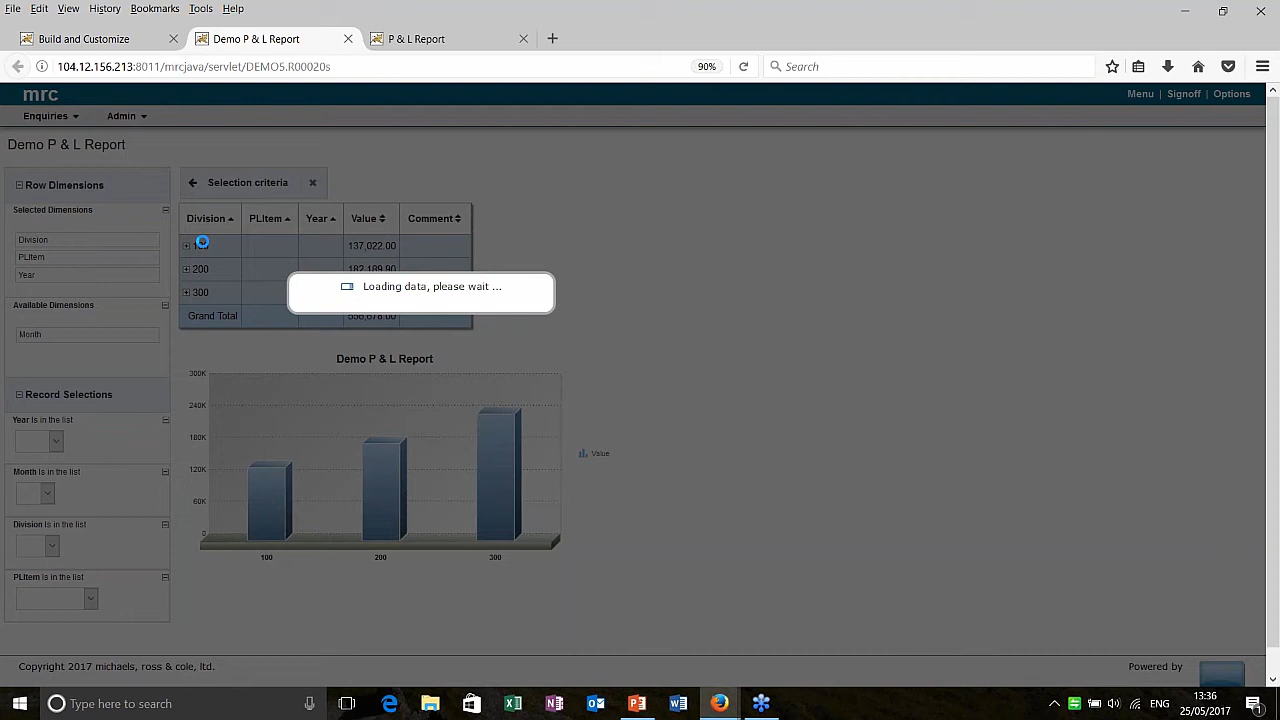 File Edit View History Bookmarks Tools Help
Build and Customize
Demo P & L Report
P & L Report
104.12.156.213:8011/mrcjava/servlet/DEMO5.R00020s
90%
Search
mrc
Menu | Signoff | Options
Enquiries
Admin
Demo P & L Report
Row Dimensions
Selected Dimensions
Division
PLItem
Year
Available Dimensions
Month
Record Selections
Year Is in the list
Month Is in the list
Division Is in the list
PLItem Is in the list
Selection criteria
Division PLItem Year Value Comment
137,022.00
200 182,189.90
300
Grand Total
Loading data, please wait ...
Demo P & L Report
300K
240K
180K
120K
60K
0
100
200
300
Value
Copyright 2017 michaels, ross & cole, ltd.
Powered by
Type here to search
ENG
13:36
25/05/2017